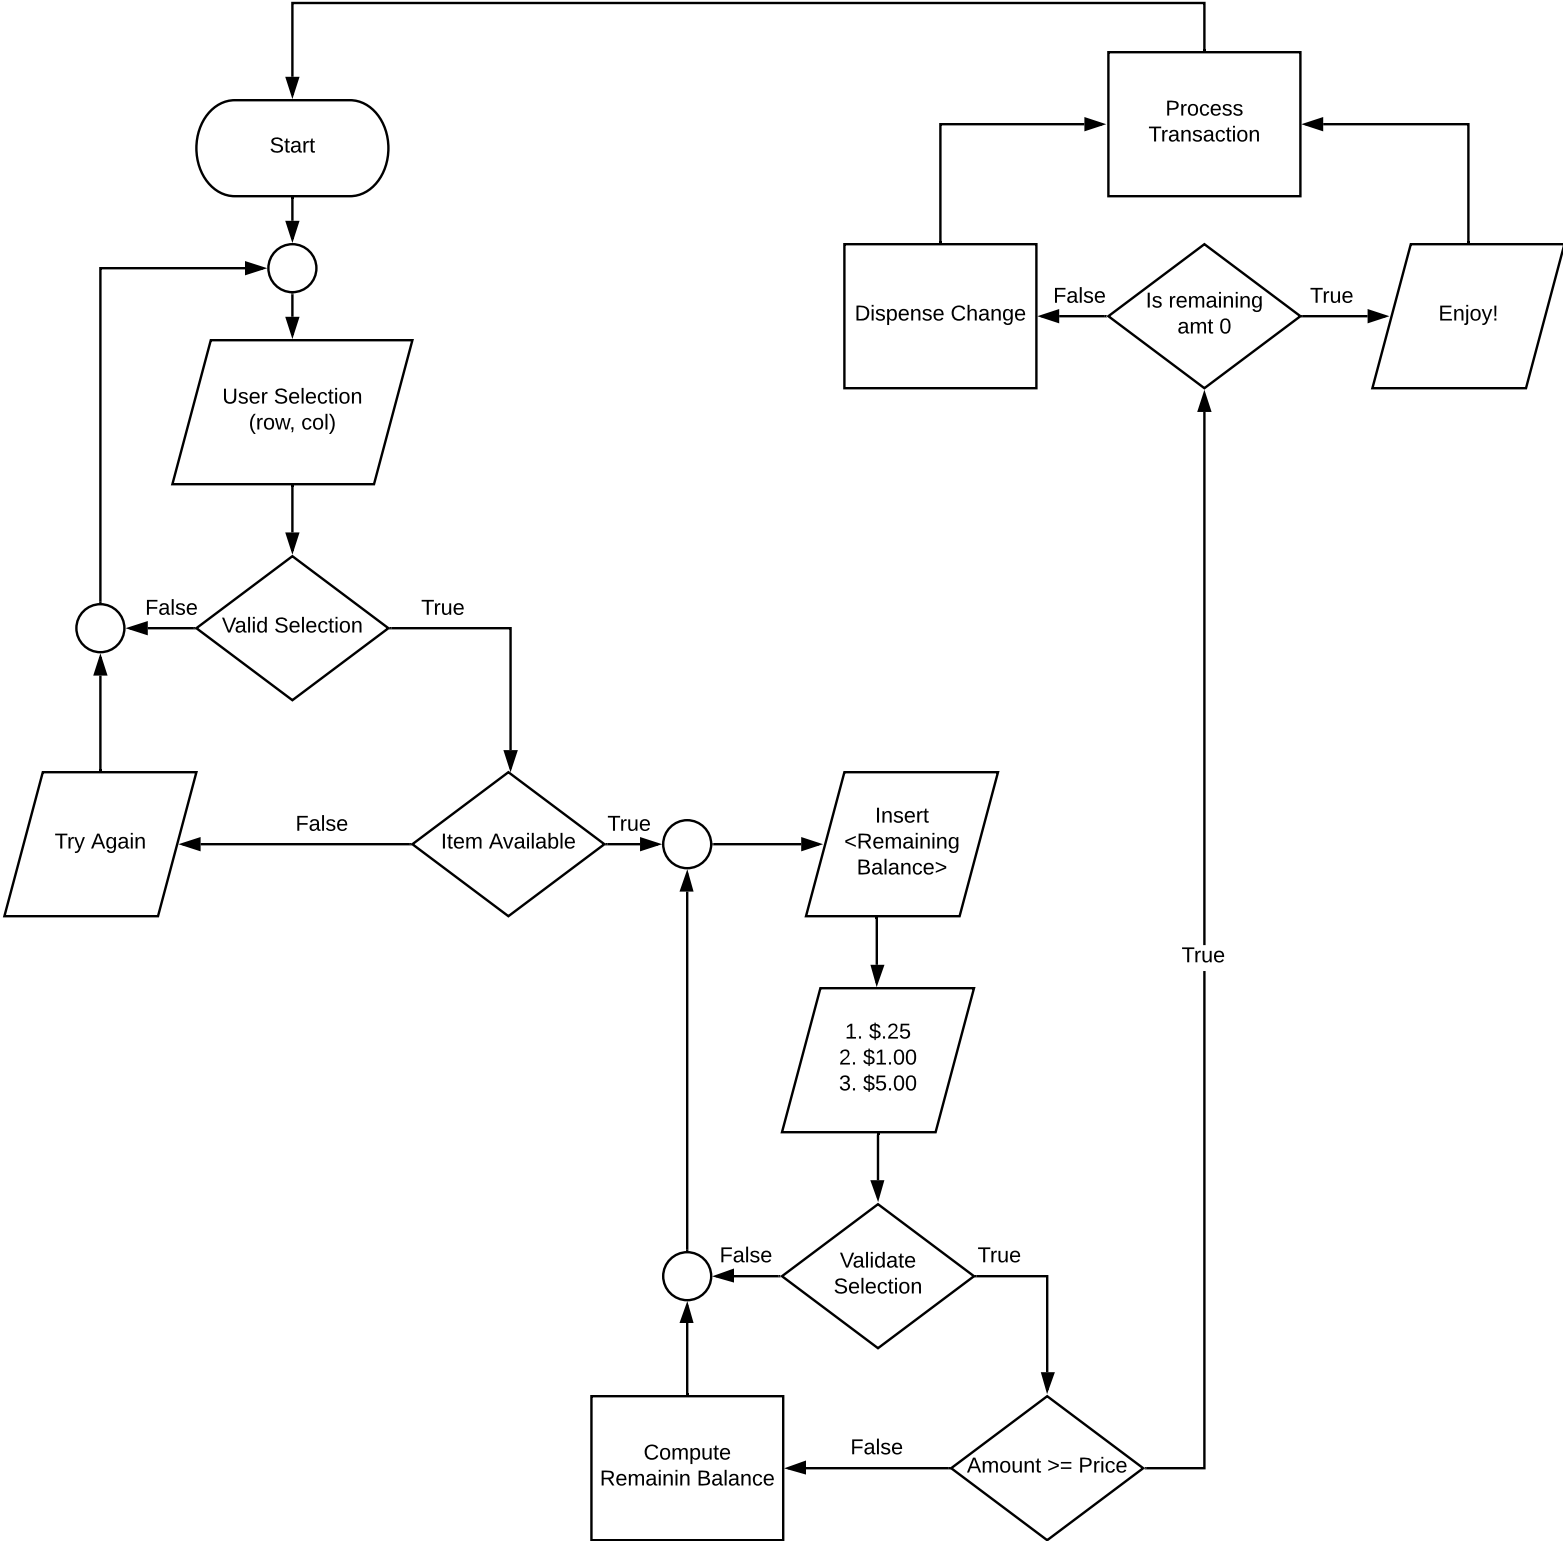 Process
Transaction
Start
Dispense Change
False
Is remaining
amt 0
True
Enjoy!
User Selection
(row, col)
False
Valid Selection
True
Try Again
False
Item Available
True
Insert
<Remaining
Balance>
True
1. $.25
2. $1.00
3. $5.00
False
Validate
Selection
True
Compute
Remainin Balance
False
Amount >= Price